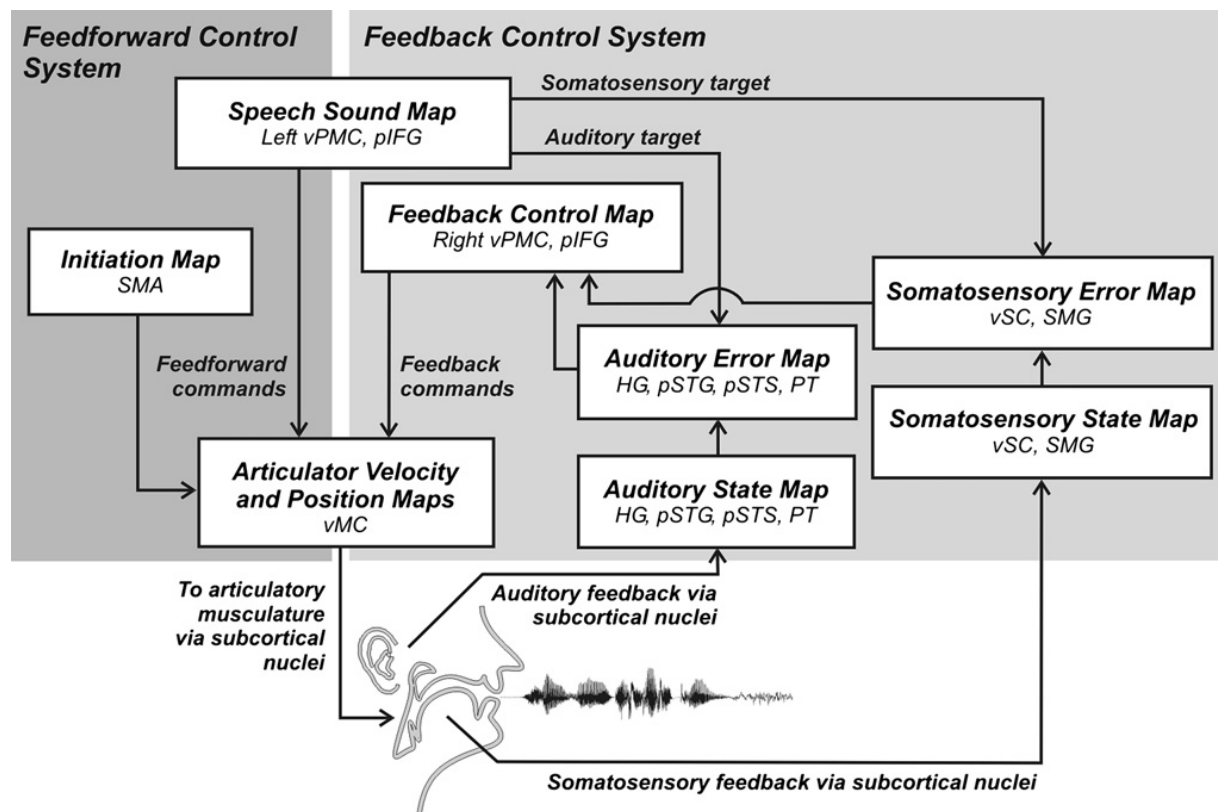 Feedforward Control
System
Feedback Control System
Speech Sound Map
Left vPMC, pIFG
Somatosensory target
Auditory target
Feedback Control Map
Right vPMC, pIFG
Initiation Map
SMA
Somatosensory Error Map
vSC, SMG
Feedforward
commands
Feedback
commands
Auditory Error Map
HG, pSTG, pSTS, PT
Somatosensory State Map
vSC, SMG
Articulator Velocity
and Position Maps
vMC
Auditory State Map
HG, pSTG, pSTS, PT
To articulatory
musculature
via subcortical
nuclei
Auditory feedback via
subcortical nuclei
Somatosensory feedback via subcortical nuclei